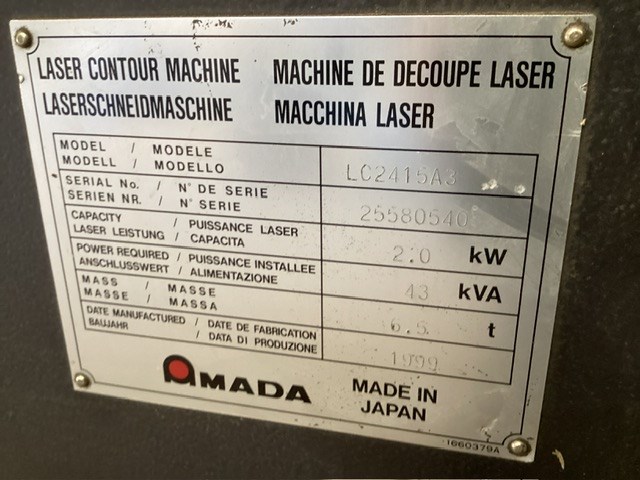 LASER CONTOUR MACHINE MACHINE DE DECOUPE LASER
LASERSCHNEIDMASCHINE MACCHINA LASER
MODEL / MODELE
MODELL / MODELLO
LC2415A3
SERIAL No. / N° DE SERIE
SERIEN NR. / N° SERIE
25580540
CAPACITY / PUISSANCE LASER
LASER LEISTUNG / CAPACITA
2.0 kW
POWER REQUIRED / PUISSANCE INSTALLEE
ANSCHLUSSWERT / ALIMENTAZIONE
43 kVA
MASS / MASSE
MASSE / MASSA
6.5 t
DATE MANUFACTURED / DATE DE FABRICATION
BAUJAHR / DATA DI PRODUZIONE
1999
AMADA
MADE IN
JAPAN
1660379A